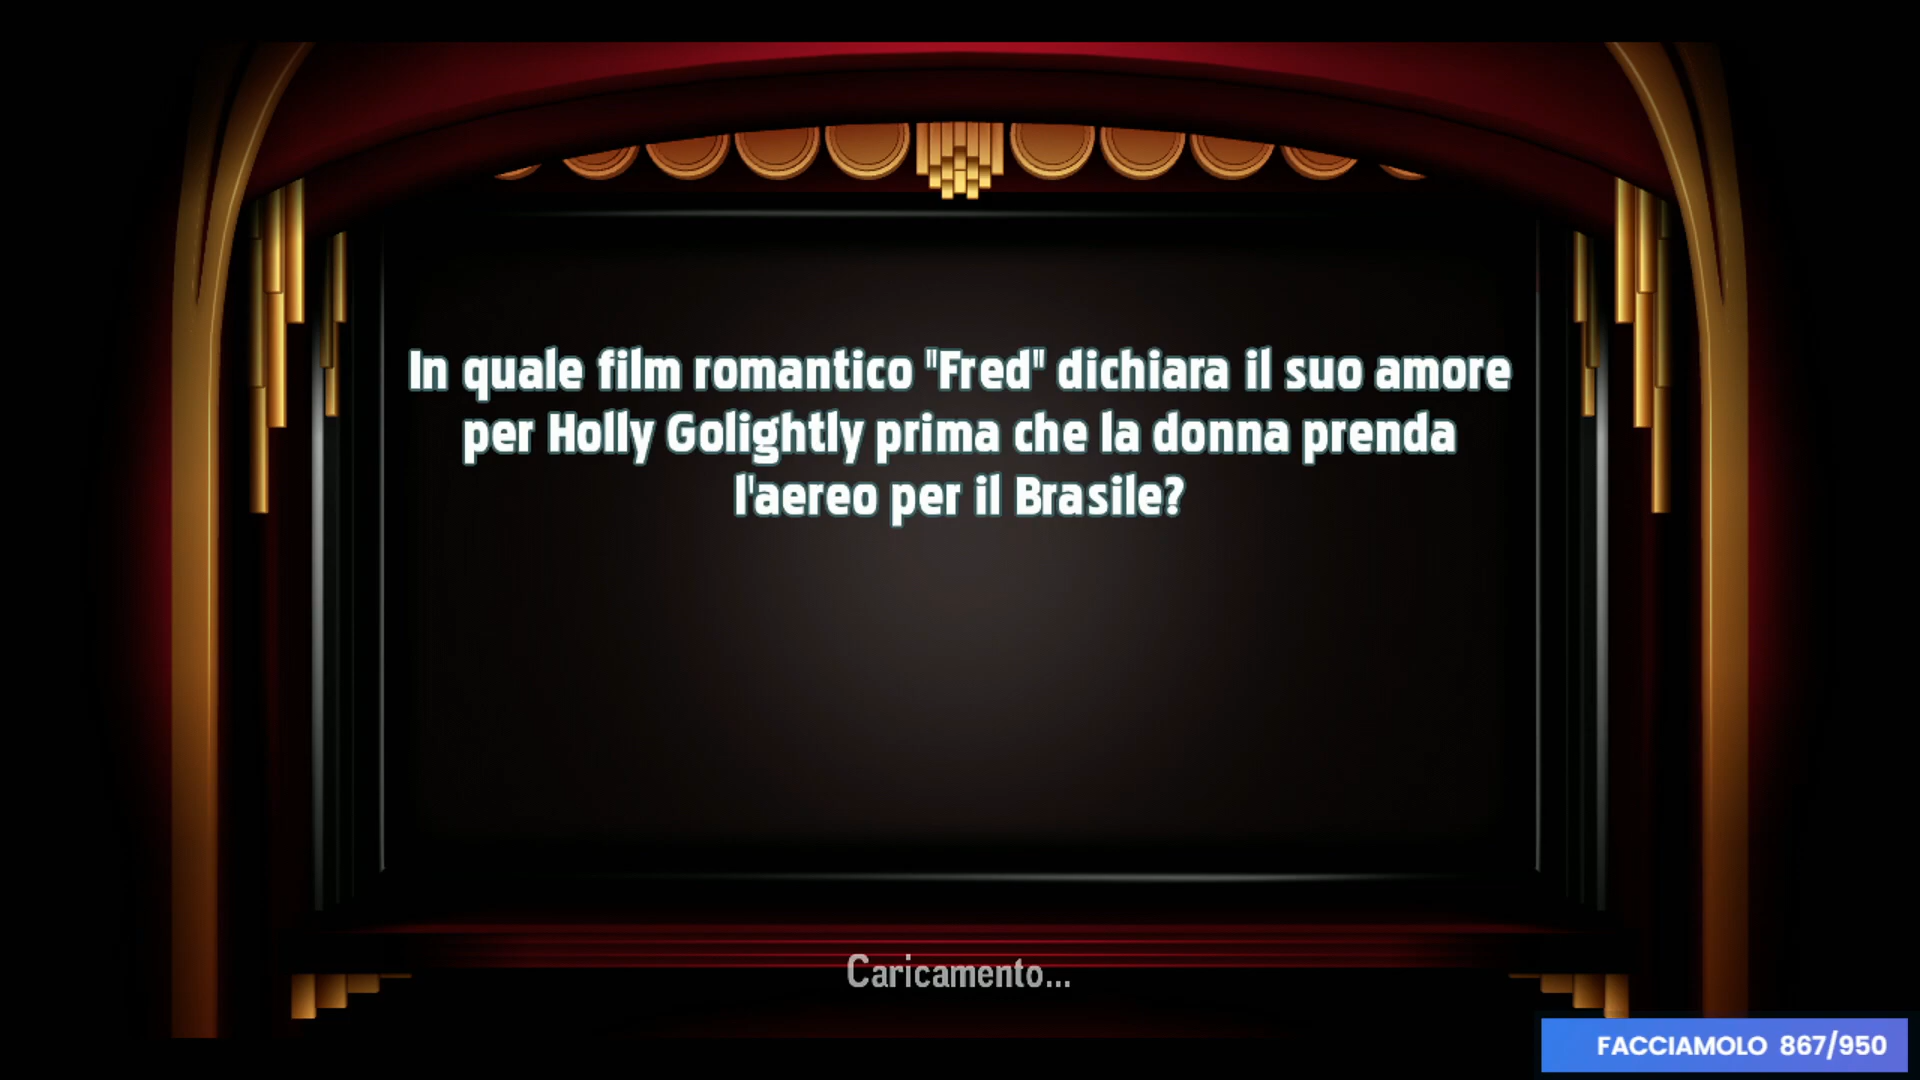 In quale film romantico "Fred" dichiara il suo amore
per Holly Golightly prima che la donna prenda
l'aereo per il Brasile?
Caricamento...
FACCIAMOLO 867/950